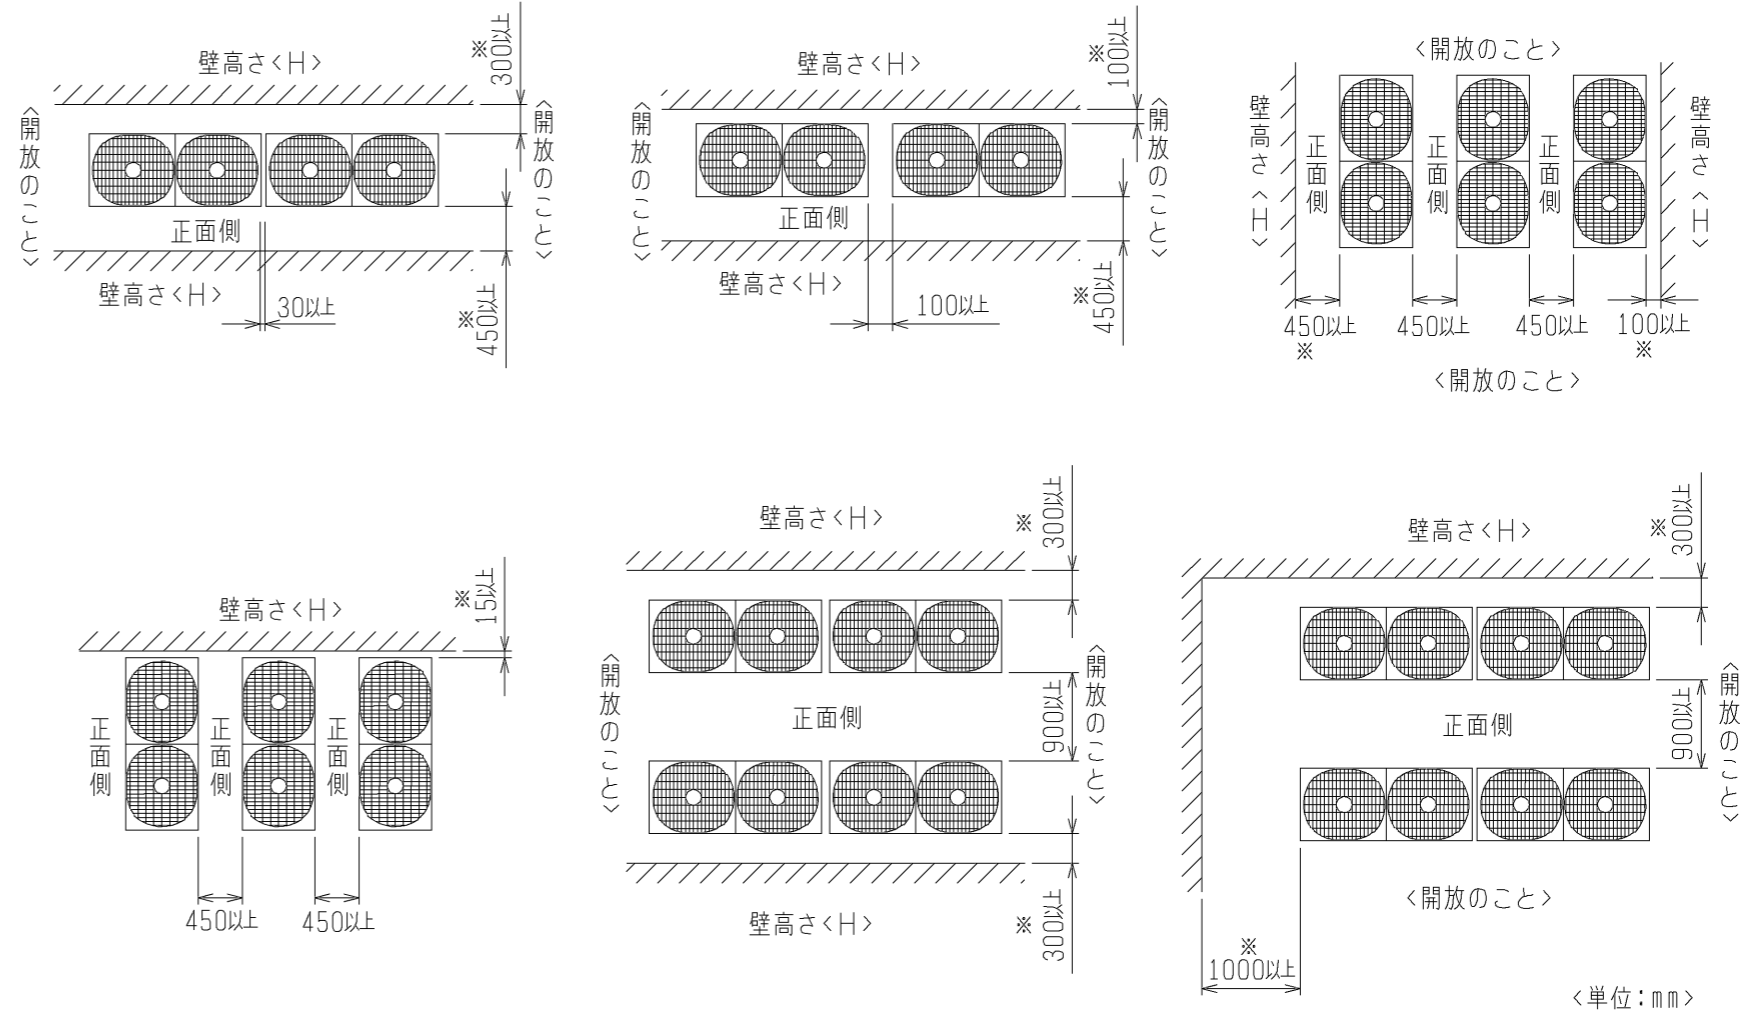 壁高さ<H>
※300以上
<開放のこと>
<開放のこと>
正面側
壁高さ<H>
30以上
※450以上
壁高さ<H>
※100以上
<開放のこと>
<開放のこと>
正面側
壁高さ<H>
100以上
※450以上
<開放のこと>
壁高さ<H>
正面側
正面側
正面側
壁高さ<H>
450以上
※
450以上
450以上
100以上
※
<開放のこと>
壁高さ<H>
※15以上
正面側
正面側
正面側
450以上
450以上
壁高さ<H>
※300以上
<開放のこと>
正面側
900以上
<開放のこと>
壁高さ<H>
※300以上
壁高さ<H>
※300以上
正面側
900以上
<開放のこと>
<開放のこと>
※
1000以上
<単位:mm>